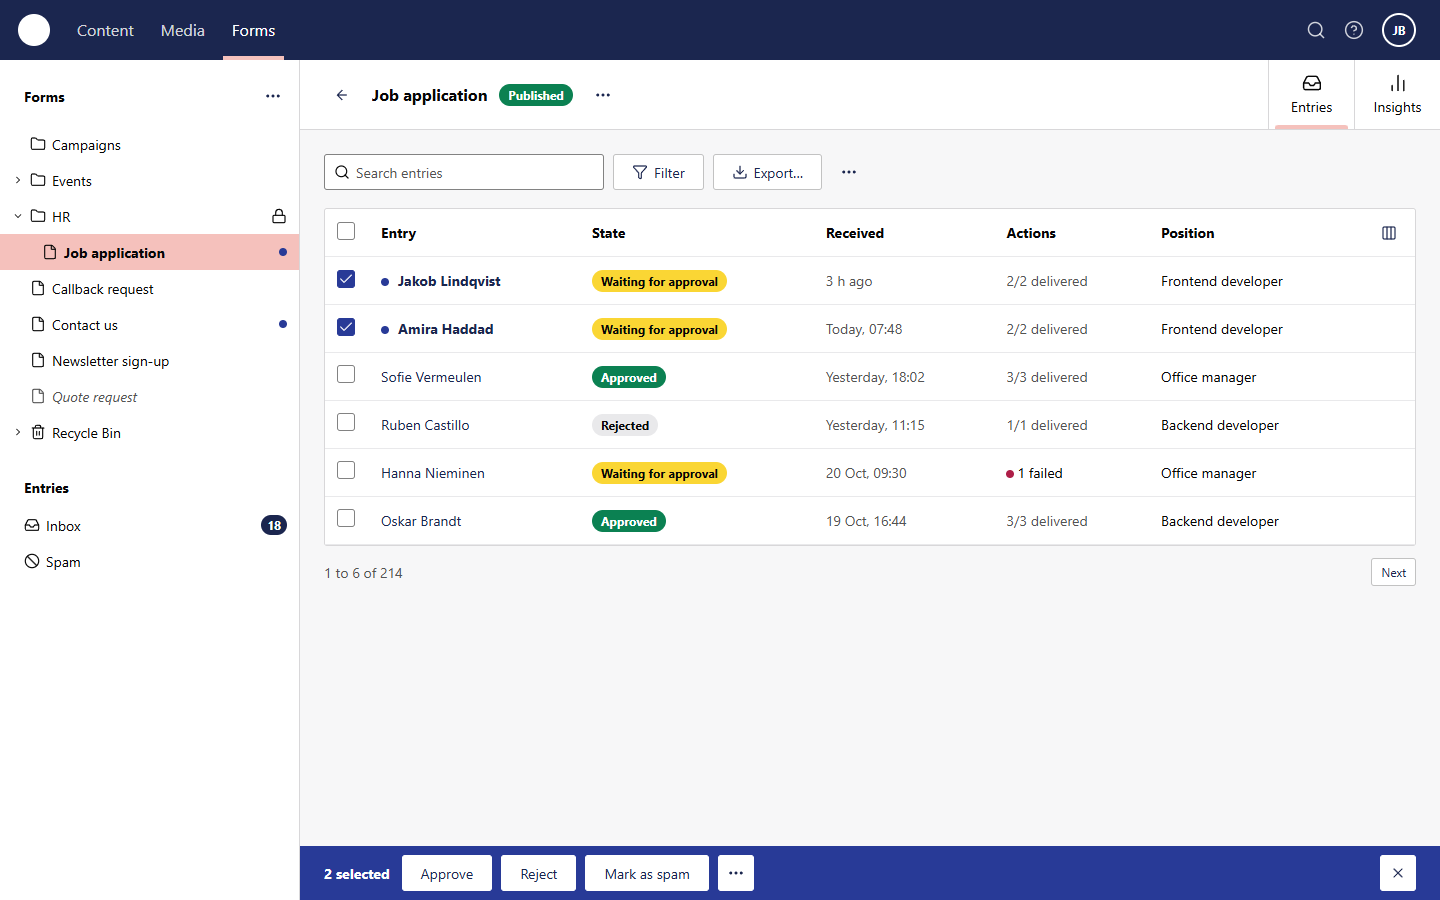 Content Media Forms JB
Forms
Campaigns
Events
HR
Job application
Callback request
Contact us
Newsletter sign-up
Quote request
Recycle Bin
Entries
Inbox 18
Spam
Job application Published
Entries Insights
Search entries Filter Export...
Entry State Received Actions Position
Jakob Lindqvist Waiting for approval 3 h ago 2/2 delivered Frontend developer
Amira Haddad Waiting for approval Today, 07:48 2/2 delivered Frontend developer
Sofie Vermeulen Approved Yesterday, 18:02 3/3 delivered Office manager
Ruben Castillo Rejected Yesterday, 11:15 1/1 delivered Backend developer
Hanna Nieminen Waiting for approval 20 Oct, 09:30 1 failed Office manager
Oskar Brandt Approved 19 Oct, 16:44 3/3 delivered Backend developer
1 to 6 of 214 Next
2 selected Approve Reject Mark as spam